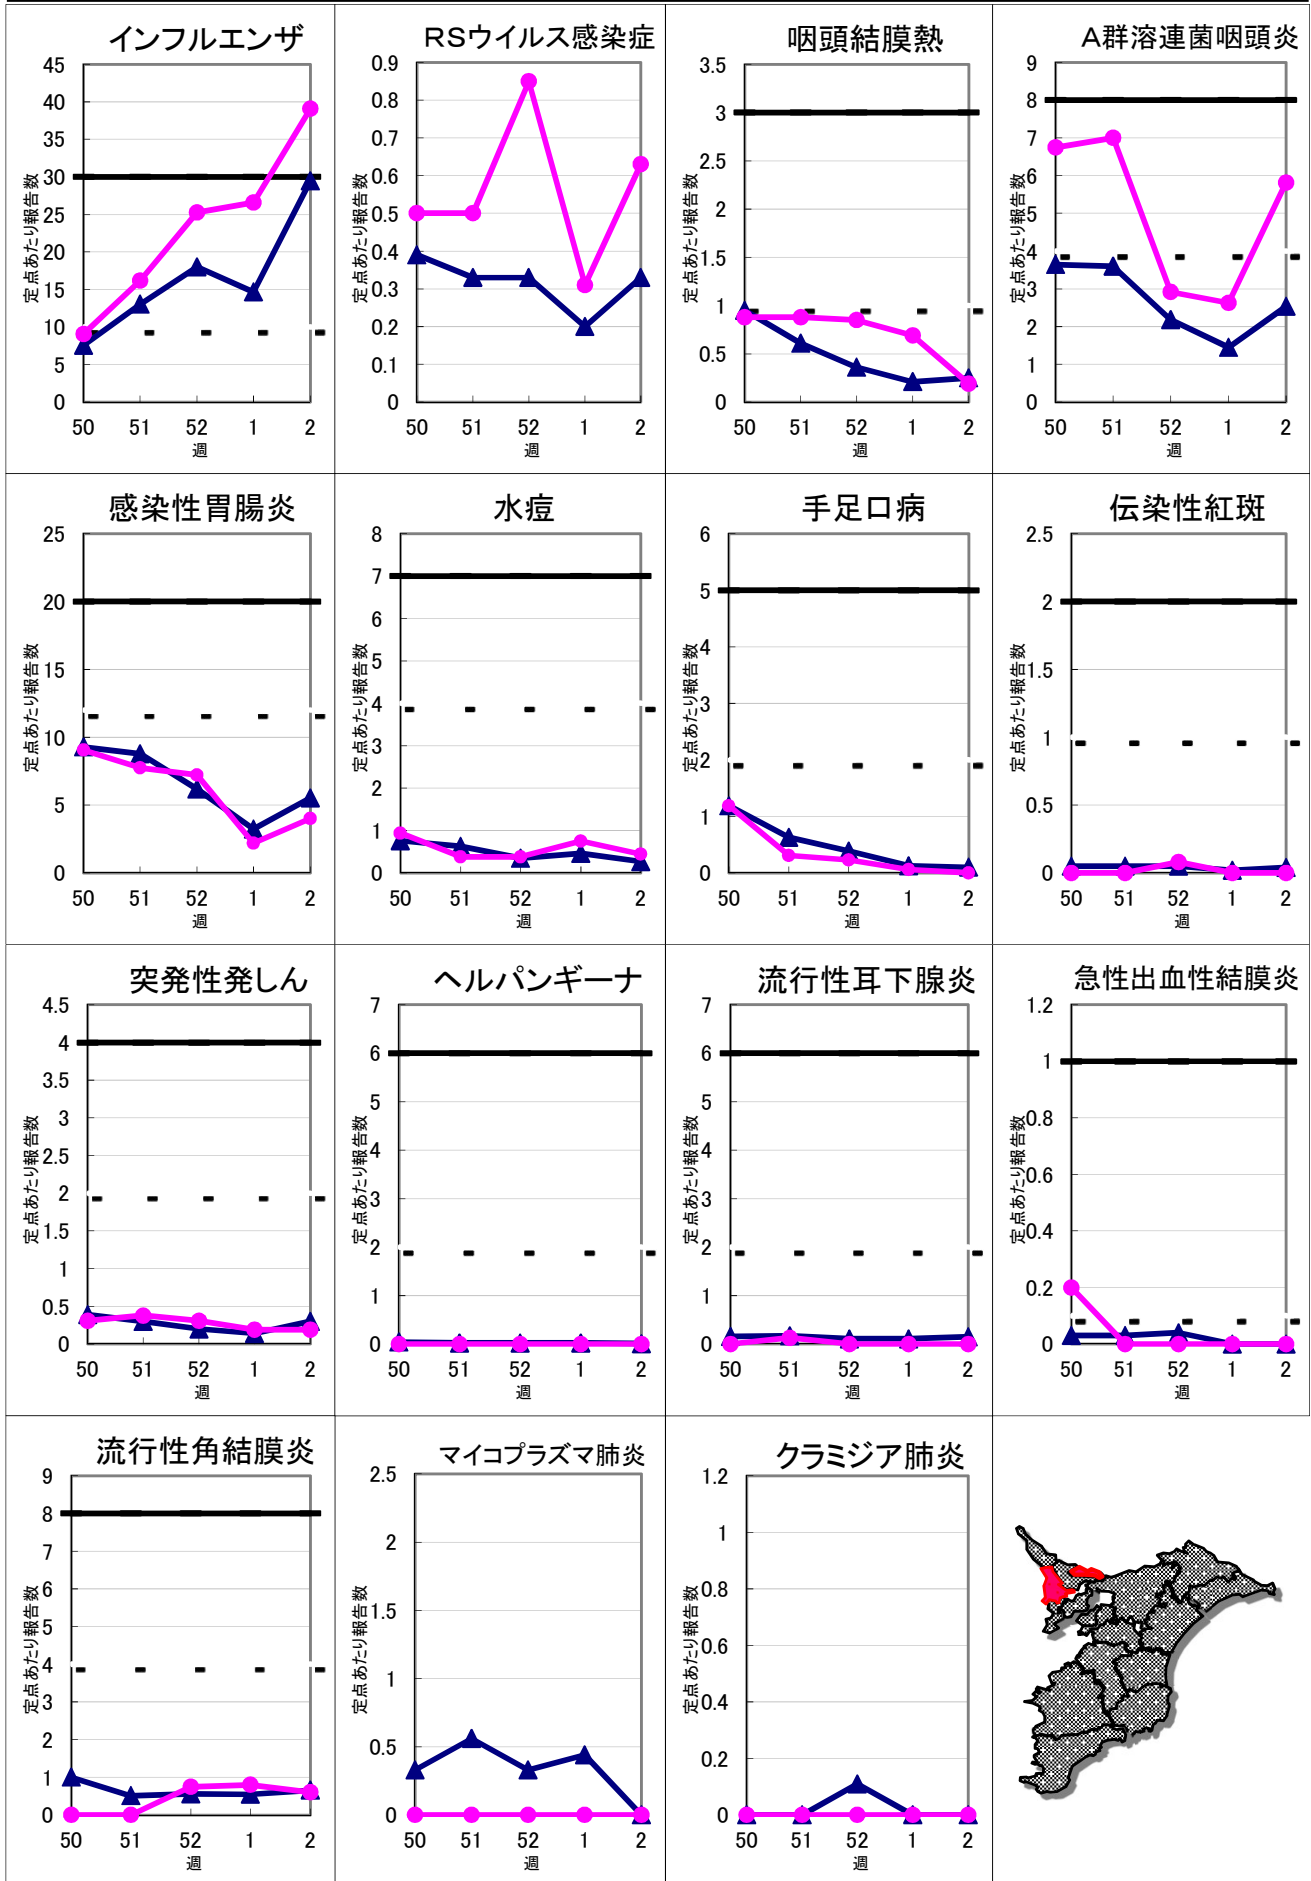 インフルエンザ
45
40
35
30
25
20
15
10
5
0
定点あたり報告数
50 51 52 1 2
週
RSウイルス感染症
0.9
0.8
0.7
0.6
0.5
0.4
0.3
0.2
0.1
0
定点あたり報告数
50 51 52 1 2
週
咽頭結膜熱
3.5
3
2.5
2
1.5
1
0.5
0
定点あたり報告数
50 51 52 1 2
週
A群溶連菌咽頭炎
9
8
7
6
5
4
3
2
1
0
定点あたり報告数
50 51 52 1 2
週
感染性胃腸炎
25
20
15
10
5
0
定点あたり報告数
50 51 52 1 2
週
水痘
8
7
6
5
4
3
2
1
0
定点あたり報告数
50 51 52 1 2
週
手足口病
6
5
4
3
2
1
0
定点あたり報告数
50 51 52 1 2
週
伝染性紅斑
2.5
2
1.5
1
0.5
0
定点あたり報告数
50 51 52 1 2
週
突発性発しん
4.5
4
3.5
3
2.5
2
1.5
1
0.5
0
定点あたり報告数
50 51 52 1 2
週
ヘルパンギーナ
7
6
5
4
3
2
1
0
定点あたり報告数
50 51 52 1 2
週
流行性耳下腺炎
7
6
5
4
3
2
1
0
定点あたり報告数
50 51 52 1 2
週
急性出血性結膜炎
1.2
1
0.8
0.6
0.4
0.2
0
定点あたり報告数
50 51 52 1 2
週
流行性角結膜炎
9
8
7
6
5
4
3
2
1
0
定点あたり報告数
50 51 52 1 2
週
マイコプラズマ肺炎
2.5
2
1.5
1
0.5
0
定点あたり報告数
50 51 52 1 2
週
クラミジア肺炎
1.2
1
0.8
0.6
0.4
0.2
0
定点あたり報告数
50 51 52 1 2
週